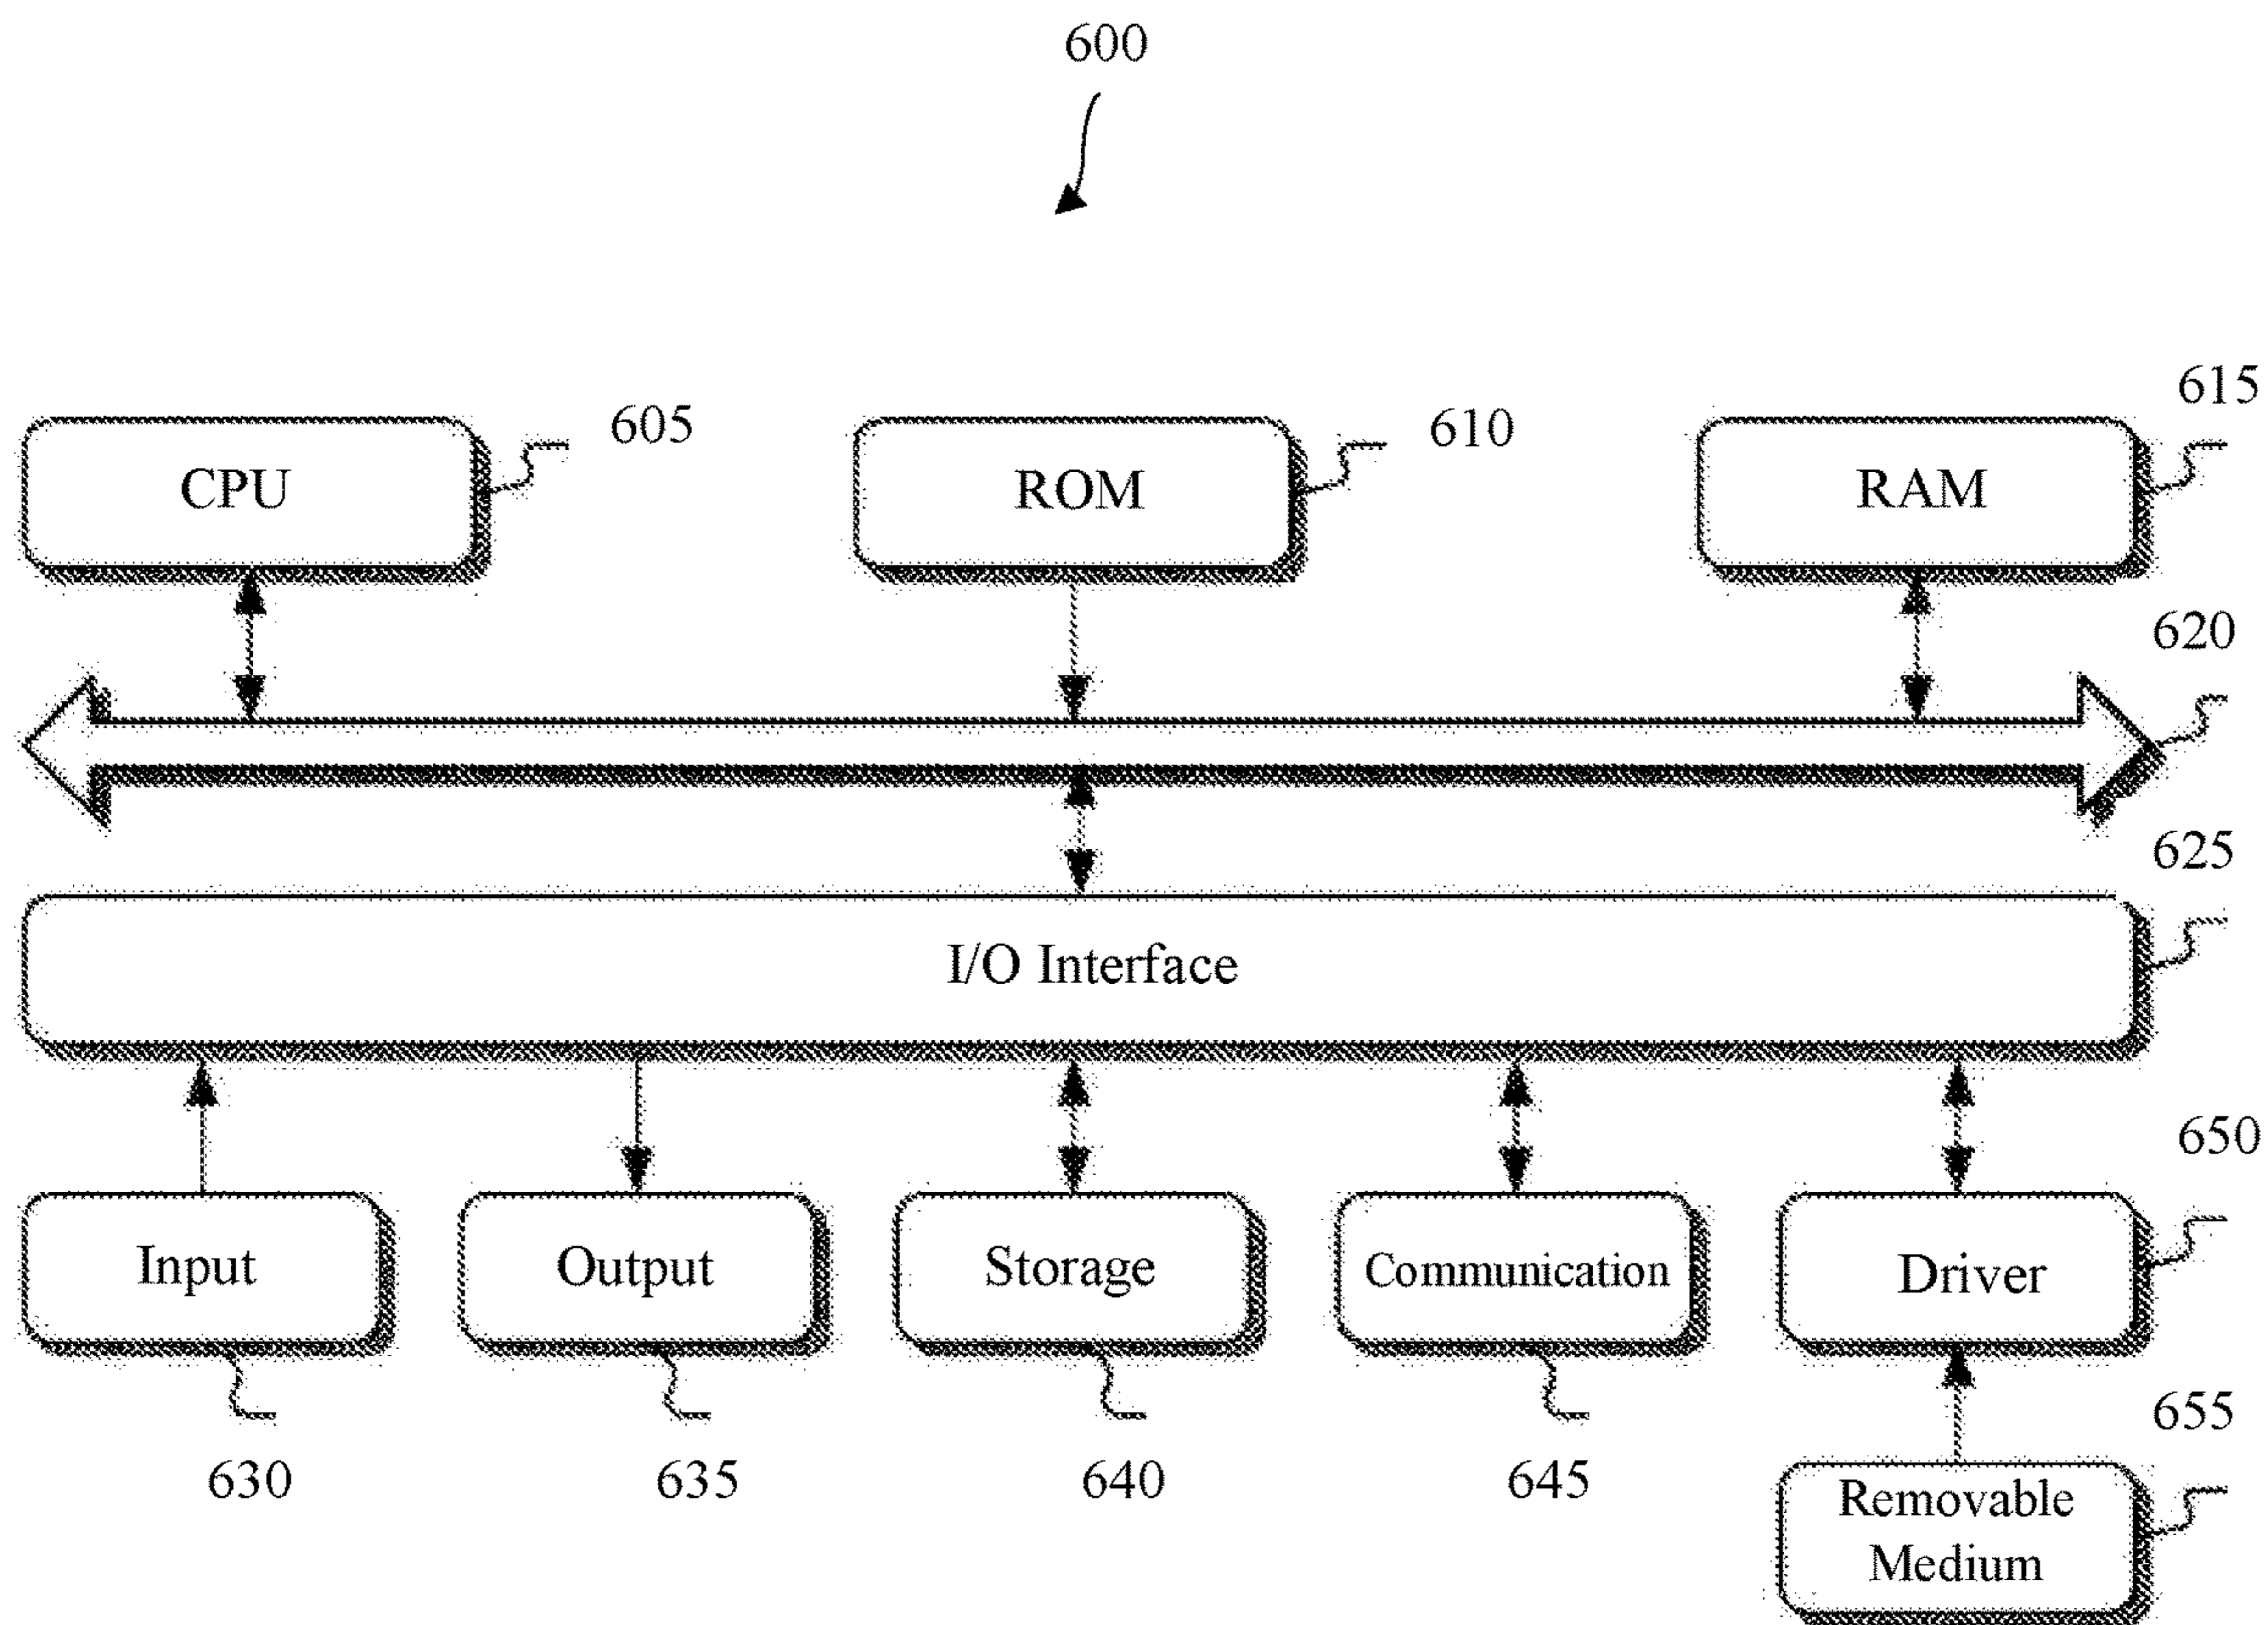 600
615
605
610
CPU
ROM
RAM
620
625
I/O Interface
650
Input
Output
Storage
Communication
Driver
655
630
635
640
645
Removable
Medium